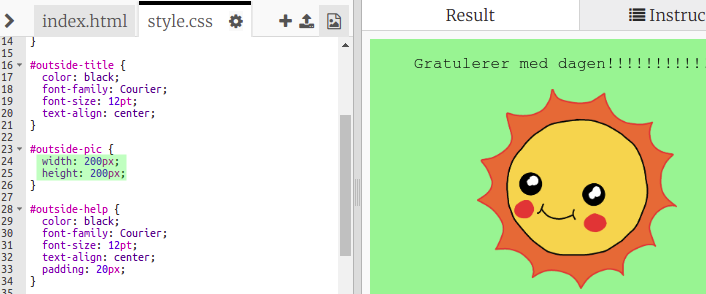 index.html style.css
14 }
15
16 #outside-title {
17 color: black;
18 font-family: Courier;
19 font-size: 12pt;
20 text-align: center;
21 }
22
23 #outside-pic {
24 width: 200px;
25 height: 200px;
26 }
27
28 #outside-help {
29 color: black;
30 font-family: Courier;
31 font-size: 12pt;
32 text-align: center;
33 padding: 20px;
34 }
Result Instruc
Gratulerer med dagen!!!!!!!!!!!